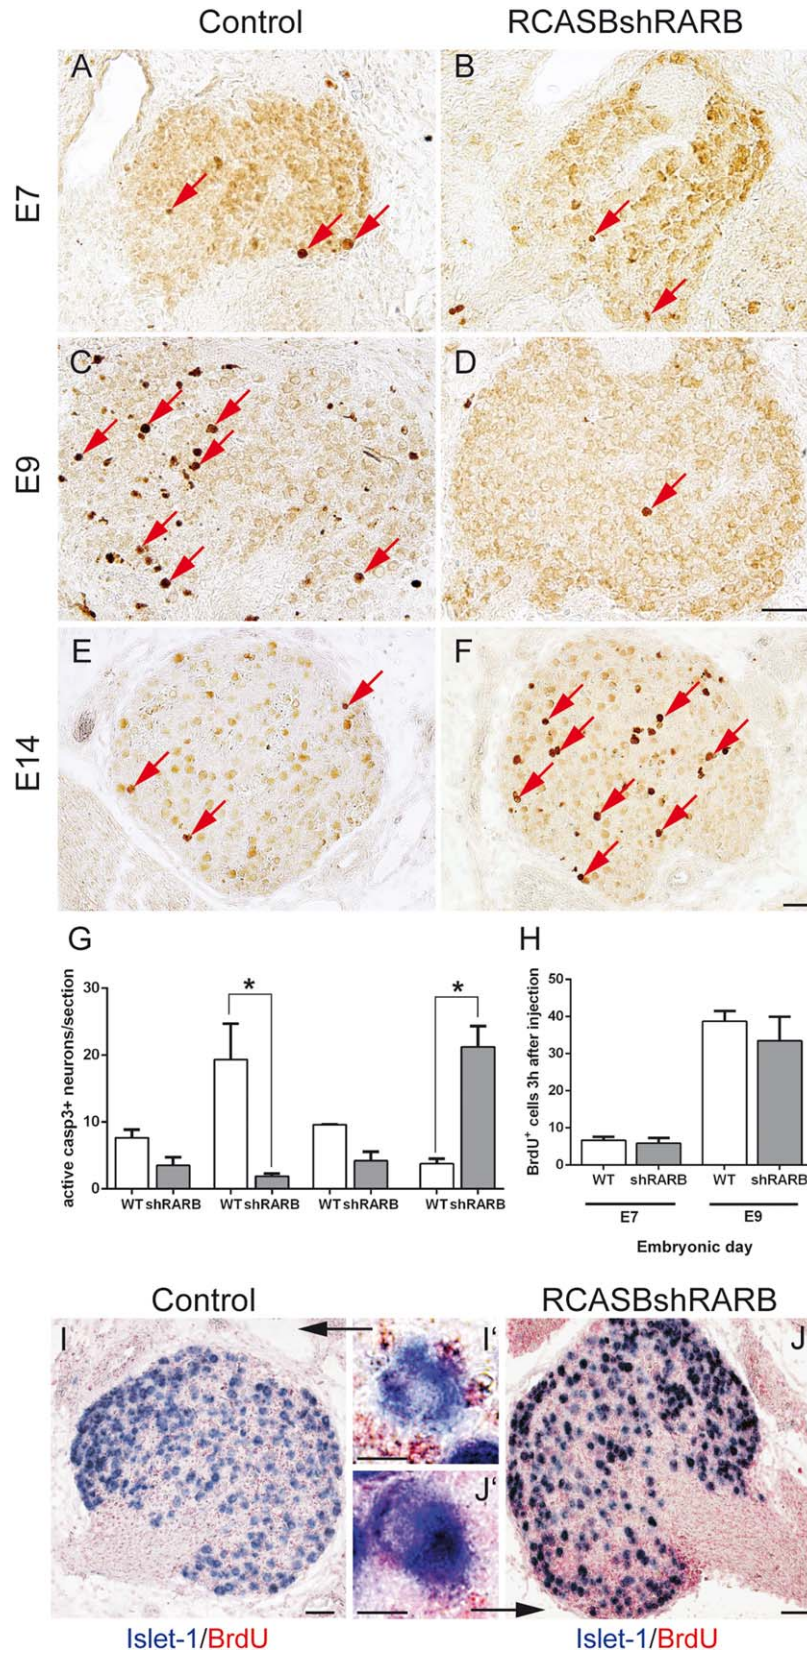 Control RCASBshRARB
A B
E7
C D
E9
E F
E14
G H
active casp3+ neurons/section
30
20
10
0
* *
WT shRARB WT shRARB WT shRARB WT shRARB
BrdU⁺ cells 3h after injection
50
40
30
20
10
0
WT shRARB WT shRARB
E7 E9
Embryonic day
Control RCASBshRARB
I I' J
J'
Islet-1/BrdU Islet-1/BrdU